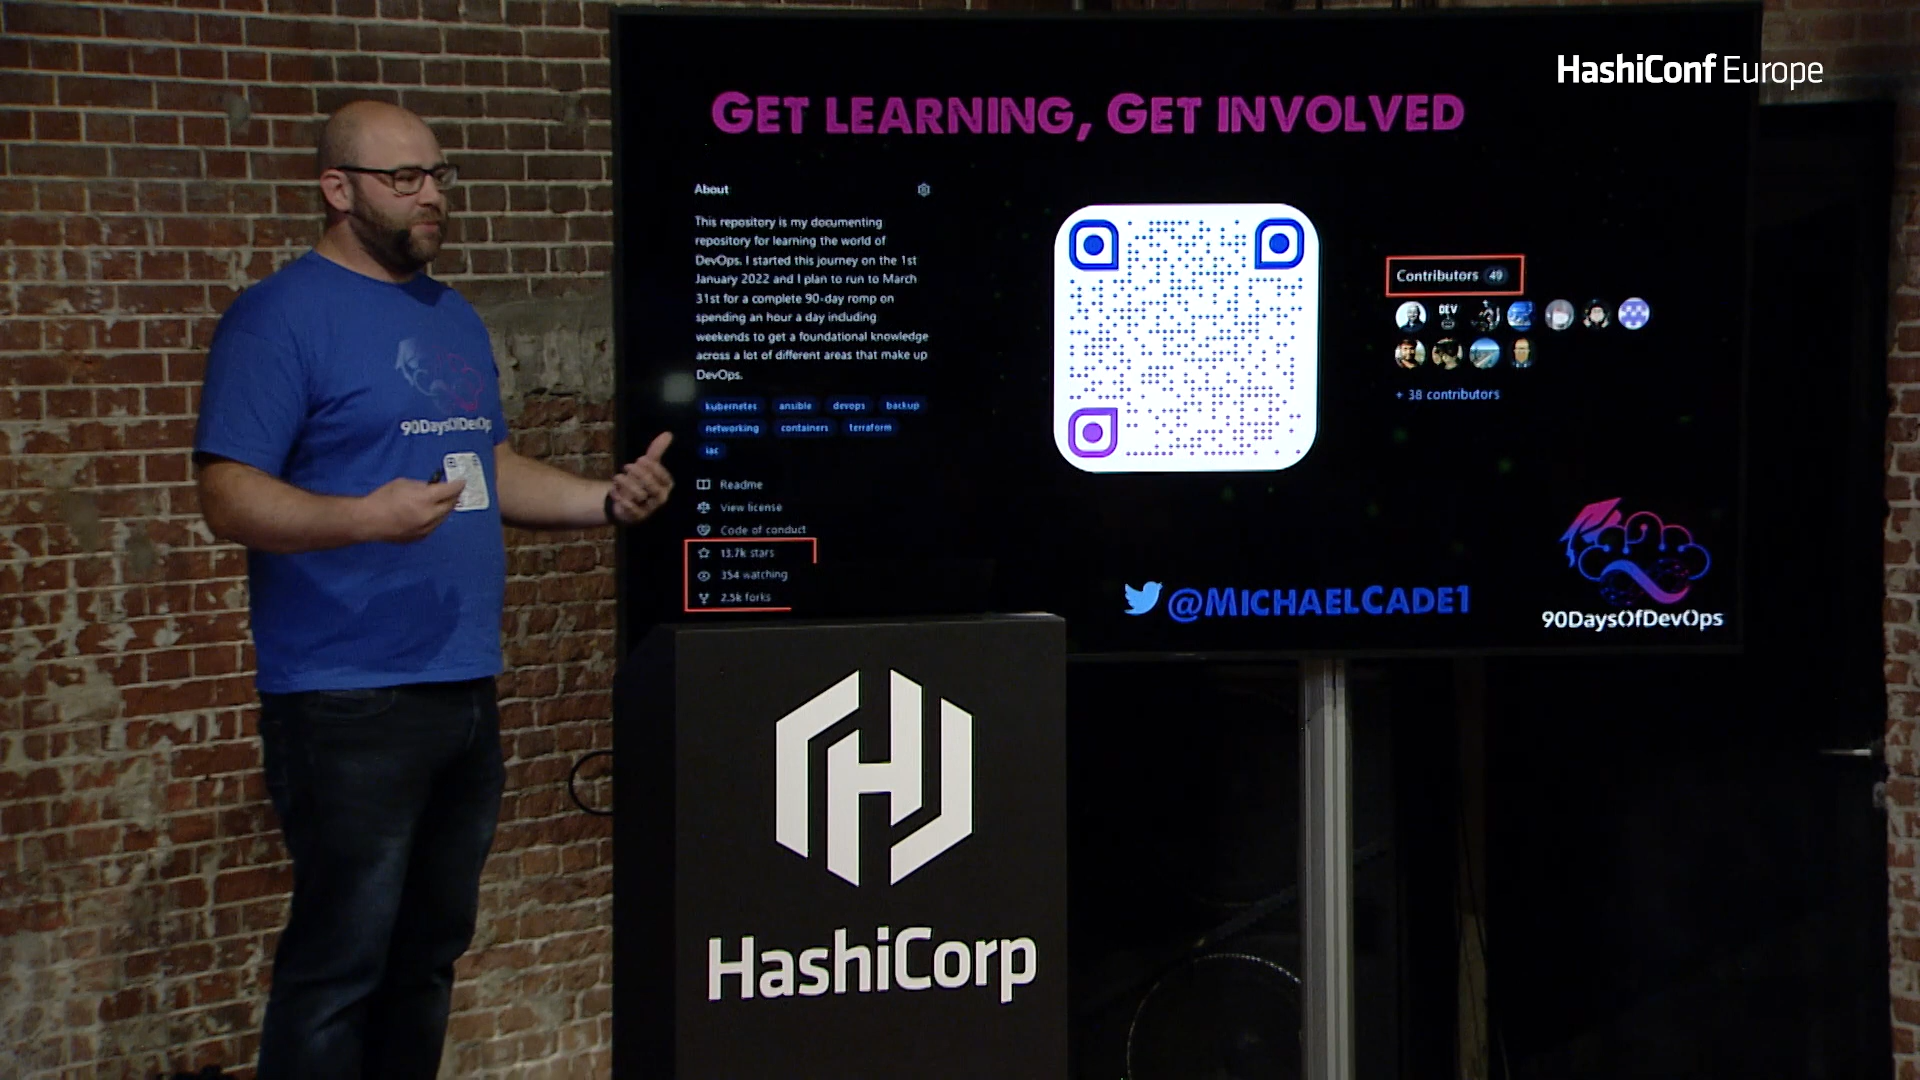 HashiConf Europe
GET LEARNING, GET INVOLVED
About
This repository is my documenting
repository for learning the world of
DevOps. I started this journey on the 1st
January 2022 and I plan to run to March
31st for a complete 90-day romp on
spending an hour a day including
weekends to get a foundational knowledge
across a lot of different areas that make up
DevOps.
kubernetes ansible devops backup
networking containers terraform
iac
Readme
View license
Code of conduct
13.7k stars
354 watching
2.5k forks
Contributors 49
DEV
+ 38 contributors
@MICHAELCADE1
90DaysOfDevOps
90DaysOfDevOps
HashiCorp